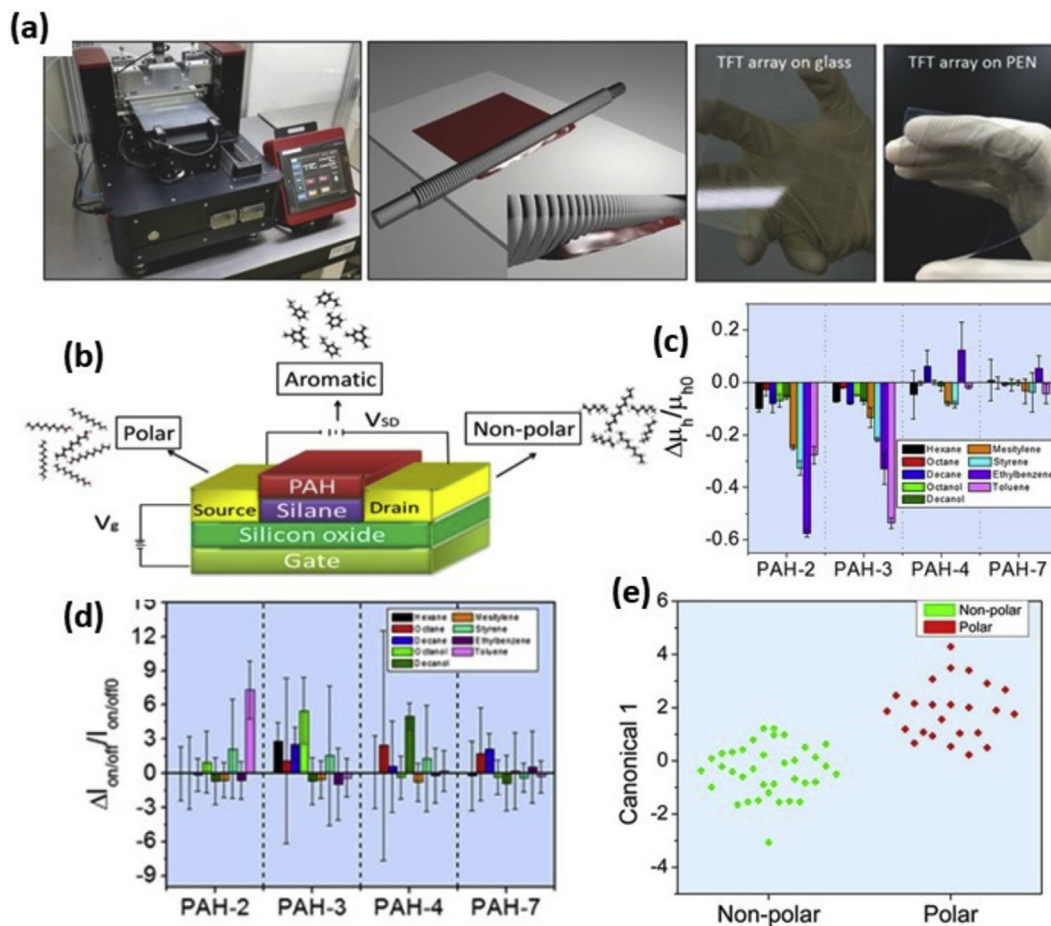 (a)
TFT array on glass
TFT array on PEN
(b)
Aromatic
Polar
Non-polar
VSD
PAH
Source
Silane
Drain
Vg
Silicon oxide
Gate
(c)
Δμh/μh0
0.2
0.0
-0.2
-0.4
-0.6
Hexane
Octane
Decane
Octanol
Decanol
Mesitylene
Styrene
Ethylbenzene
Toluene
PAH-2 PAH-3 PAH-4 PAH-7
(d)
ΔIon/off/Ion/off0
15
12
9
6
3
0
-3
-6
-9
Hexane
Octane
Decane
Octanol
Decanol
Mesitylene
Styrene
Ethylbenzene
Toluene
PAH-2 PAH-3 PAH-4 PAH-7
(e)
Canonical 1
6
4
2
0
-2
-4
Non-polar
Polar
Non-polar Polar